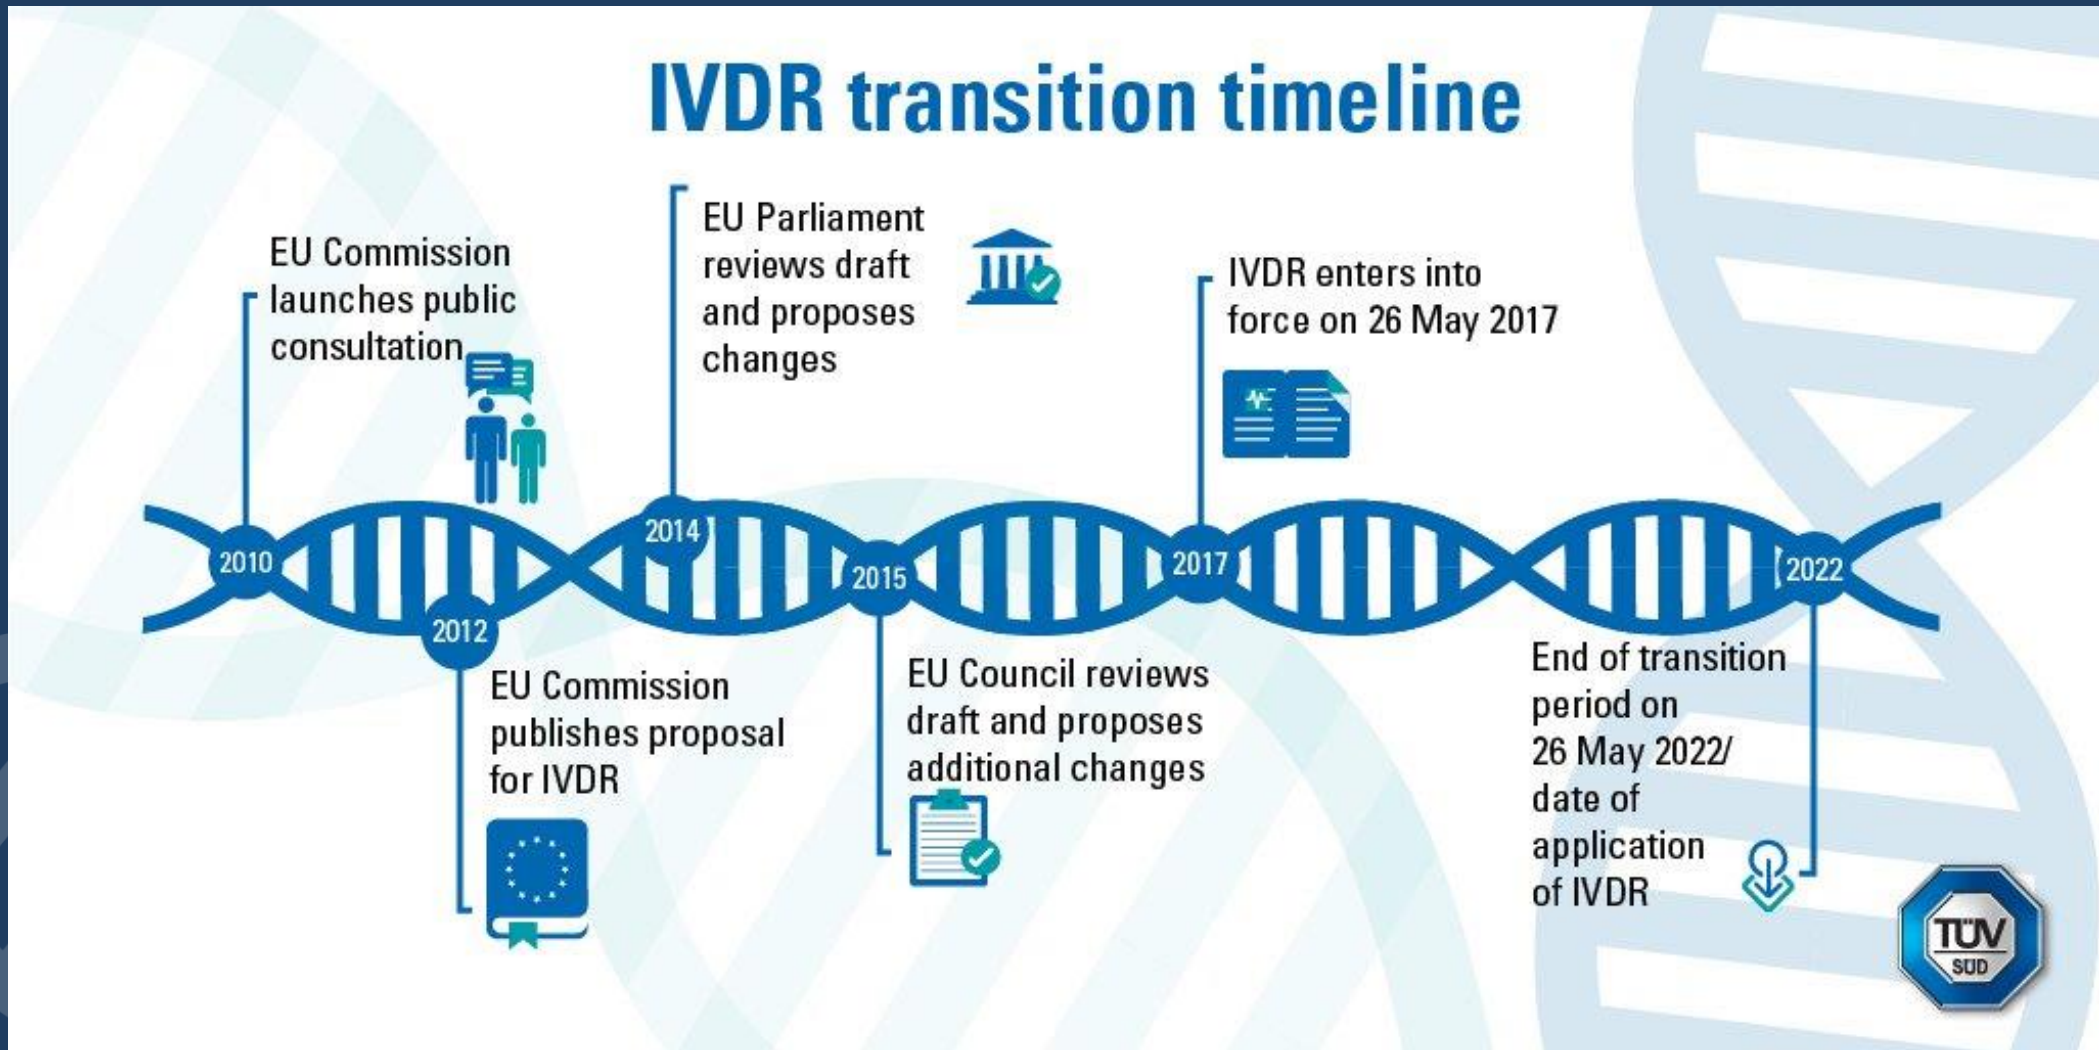 IVDR transition timeline
EU Commission
launches public
consultation
EU Parliament
reviews draft
and proposes
changes
IVDR enters into
force on 26 May 2017
2010
2012
2014
2015
2017
2022
EU Commission
publishes proposal
for IVDR
EU Council reviews
draft and proposes
additional changes
End of transition
period on
26 May 2022/
date of
application
of IVDR
TÜV
SÜD